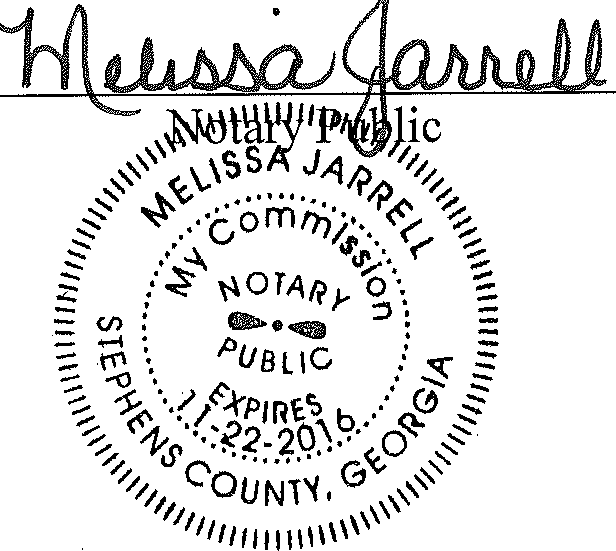 Melissa Jarrell
Notary Public
MELISSA JARRELL
My Commission
NOTARY
PUBLIC
EXPIRES
11-22-2016
STEPHENS COUNTY, GEORGIA